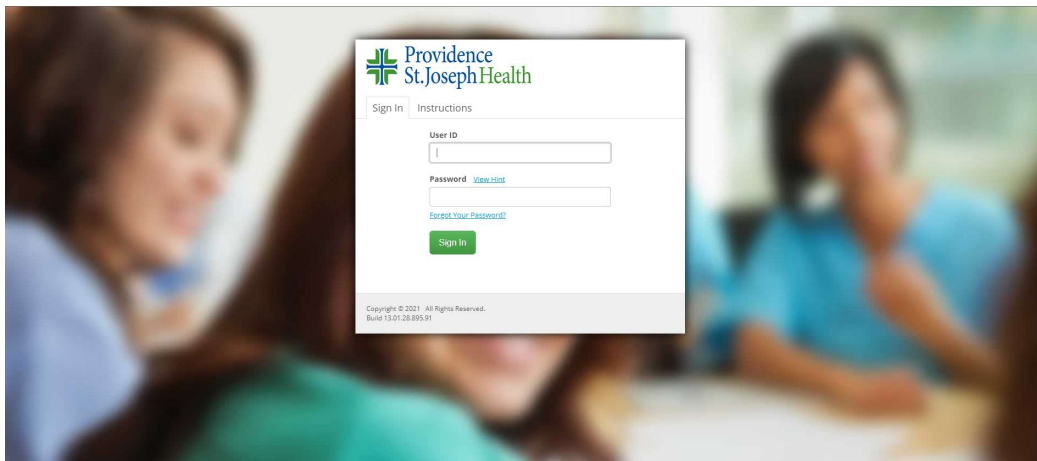 Providence
St.Joseph Health
Sign In Instructions
User ID
Password View Hint
Forgot Your Password?
Sign In
Copyright © 2021 All Rights Reserved.
Build 13.01.28.895.91